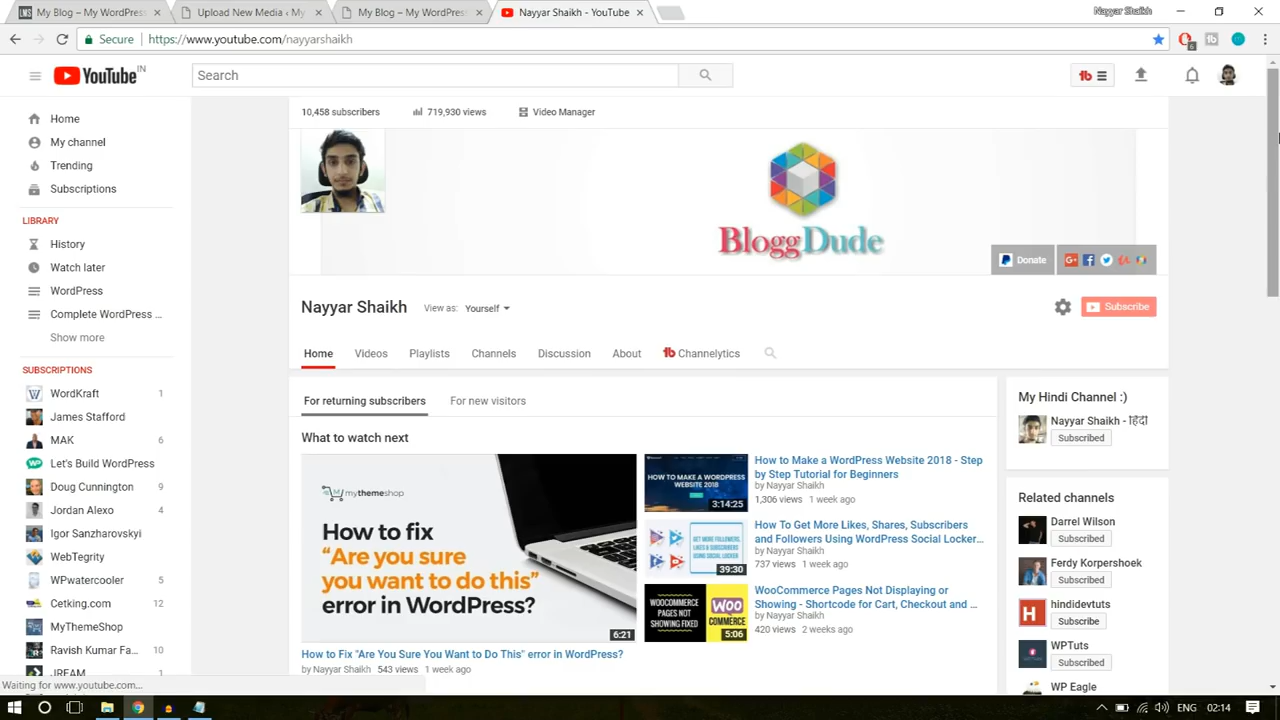 My Blog – My WordPress
Upload New Media ‹ My
My Blog – My WordPress
Nayyar Shaikh - YouTube
Nayyar Shaikh
Secure
https://www.youtube.com/nayyarshaikh
6
YouTube IN
Search
10,458 subscribers
719,930 views
Video Manager
Home
My channel
Trending
Subscriptions
LIBRARY
History
Watch later
WordPress
Complete WordPress ...
Show more
SUBSCRIPTIONS
WordKraft 1
James Stafford
MAK 6
Let's Build WordPress
Doug Cunnington 9
Jordan Alexo 4
Igor Sanzharovskyi
WebTegrity
WPwatercooler 5
Cetking.com 12
MyThemeShop
Ravish Kumar Fa... 10
JREAM 1
BloggDude
Donate
Nayyar Shaikh
View as: Yourself
Subscribe
Home
Videos
Playlists
Channels
Discussion
About
Channelytics
For returning subscribers
For new visitors
What to watch next
mythemeshop
How to fix
“Are you sure
you want to do this”
error in WordPress?
6:21
How to Fix "Are You Sure You Want to Do This" error in WordPress?
by Nayyar Shaikh 543 views 1 week ago
HOW TO MAKE A WORDPRESS
WEBSITE 2018
3:14:25
How to Make a WordPress Website 2018 - Step
by Step Tutorial for Beginners
by Nayyar Shaikh
1,306 views 1 week ago
GET MORE LIKES, SHARES, SUBSCRIBERS
39:30
How To Get More Likes, Shares, Subscribers
and Followers Using WordPress Social Locker...
by Nayyar Shaikh
737 views 1 week ago
WOOCOMMERCE
PAGES NOT
SHOWING FIXED
WOO
COMMERCE
5:06
WooCommerce Pages Not Displaying or
Showing - Shortcode for Cart, Checkout and ...
by Nayyar Shaikh
420 views 2 weeks ago
My Hindi Channel :)
Nayyar Shaikh - हिंदी
Subscribed
Related channels
Darrel Wilson
Subscribed
Ferdy Korpershoek
Subscribed
hindidevtuts
Subscribe
WPTuts
Subscribed
WP Eagle
Waiting for www.youtube.com...
ENG
02:14